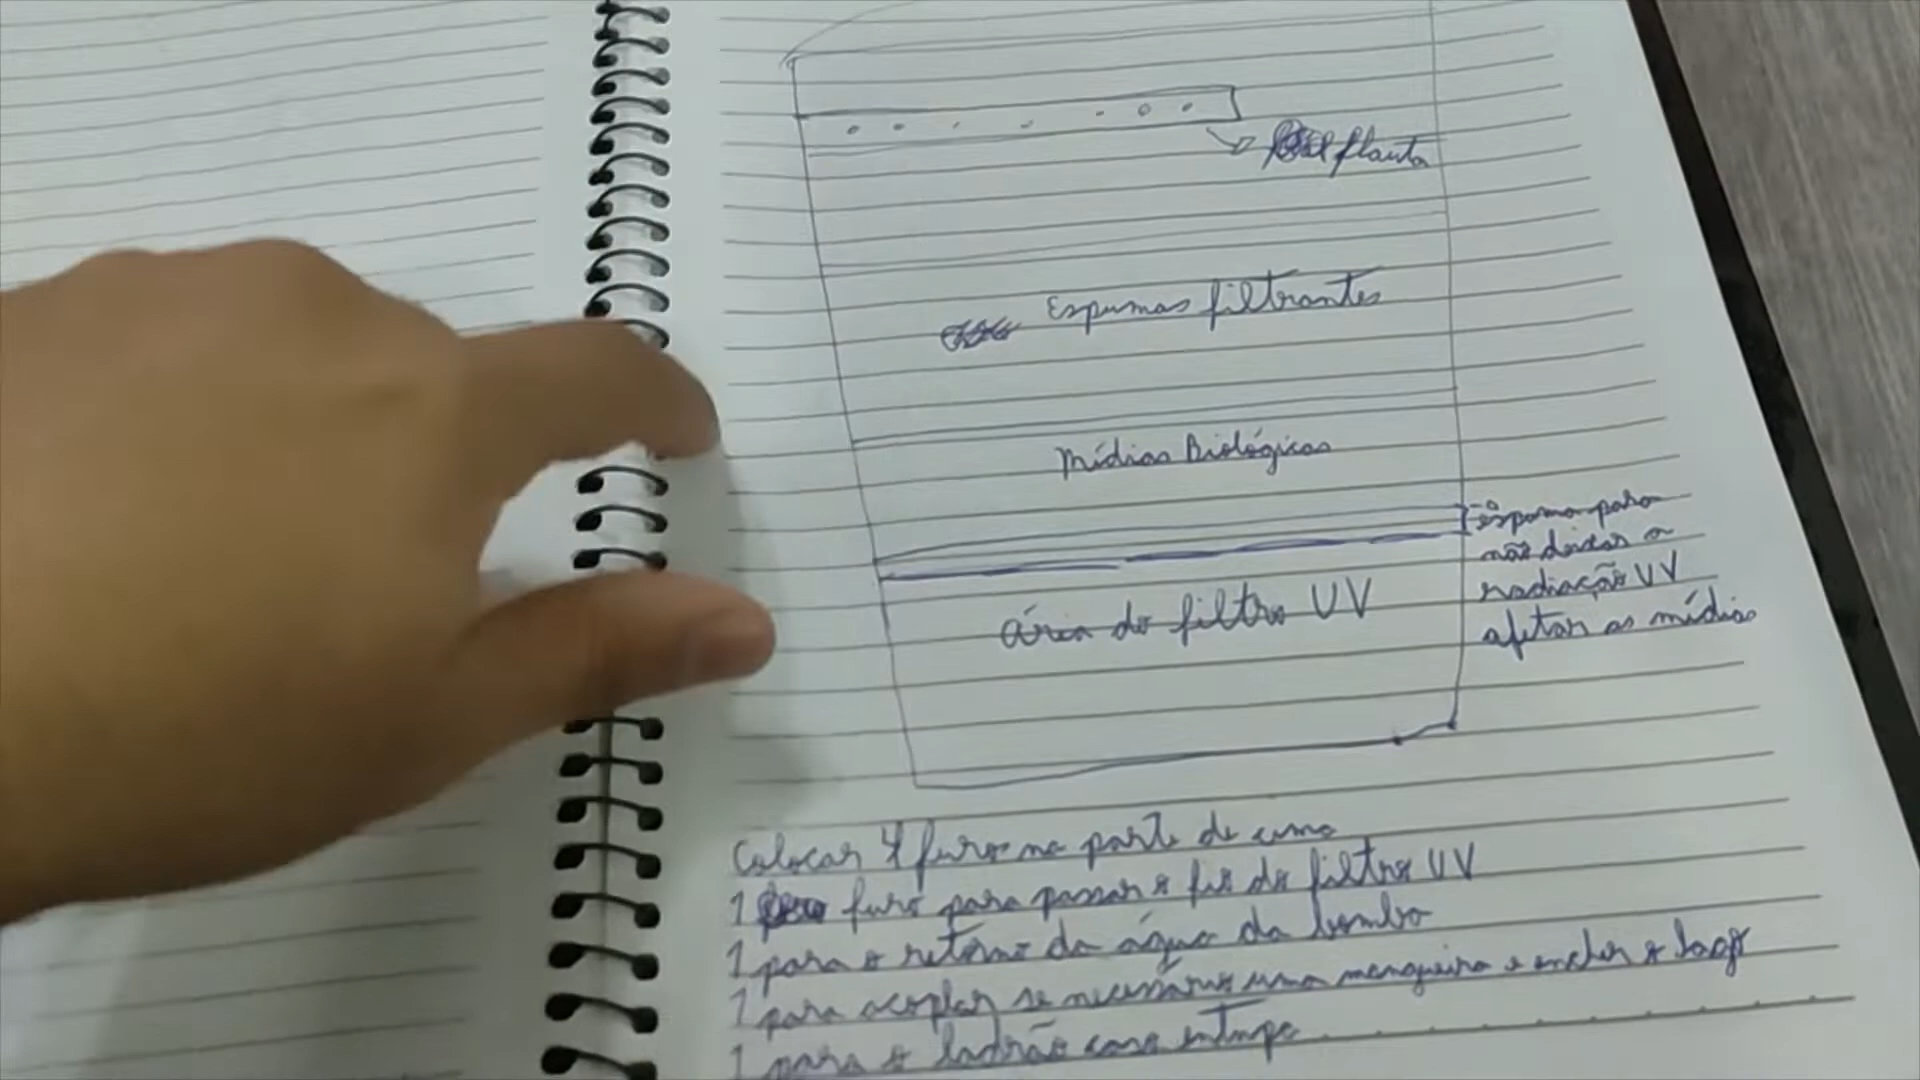 flauta
Espumas filtrantes
Mídias Biológicas
espuma para
não deixar a
radiação UV
afetar as mídias
área do filtro UV
Colocar 4 furo na parte de cima
1 furo para passar o fio do filtro UV
1 para o retorno da água da bomba
1 para acoplar se necessário uma mangueira e encher o lago
1 para o ladrão caso entupa